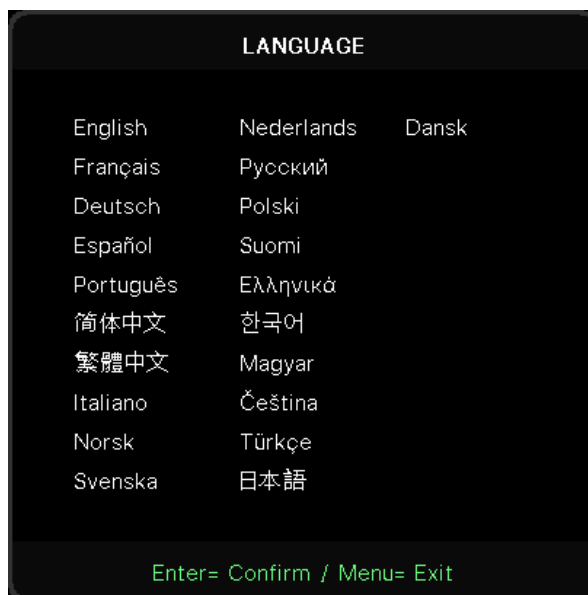 LANGUAGE
English Nederlands Dansk
Français Русский
Deutsch Polski
Español Suomi
Português Ελληνικά
简体中文 한국어
繁體中文 Magyar
Italiano Čeština
Norsk Türkçe
Svenska 日本語
Enter= Confirm / Menu= Exit